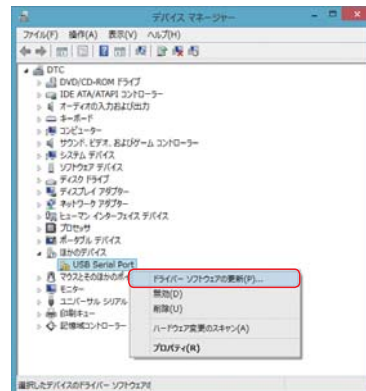 デバイス マネージャー
ファイル(F) 操作(A) 表示(V) ヘルプ(H)
DTC
DVD/CD-ROM ドライブ
IDE ATA/ATAPI コントローラー
オーディオの入力および出力
キーボード
コンピューター
サウンド、ビデオ、およびゲーム コントローラー
システム デバイス
ソフトウェア デバイス
ディスク ドライブ
ディスプレイ アダプター
ネットワーク アダプター
ヒューマン インターフェイス デバイス
プロセッサ
ポータブル デバイス
ほかのデバイス
USB Serial Port
マウスとそのほかのポ
ドライバー ソフトウェアの更新(P)...
モニター
無効(D)
ユニバーサル シリアル
削除(U)
印刷キュー
記憶域コントローラー
ハードウェア変更のスキャン(A)
プロパティ(R)
選択したデバイスのドライバー ソフトウェアを